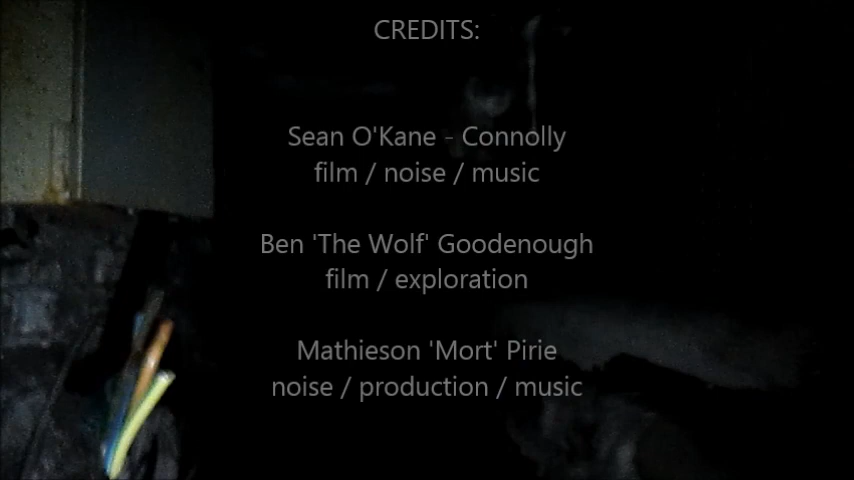 CREDITS:
Sean O'Kane - Connolly
film / noise / music
Ben 'The Wolf' Goodenough
film / exploration
Mathieson 'Mort' Pirie
noise / production / music